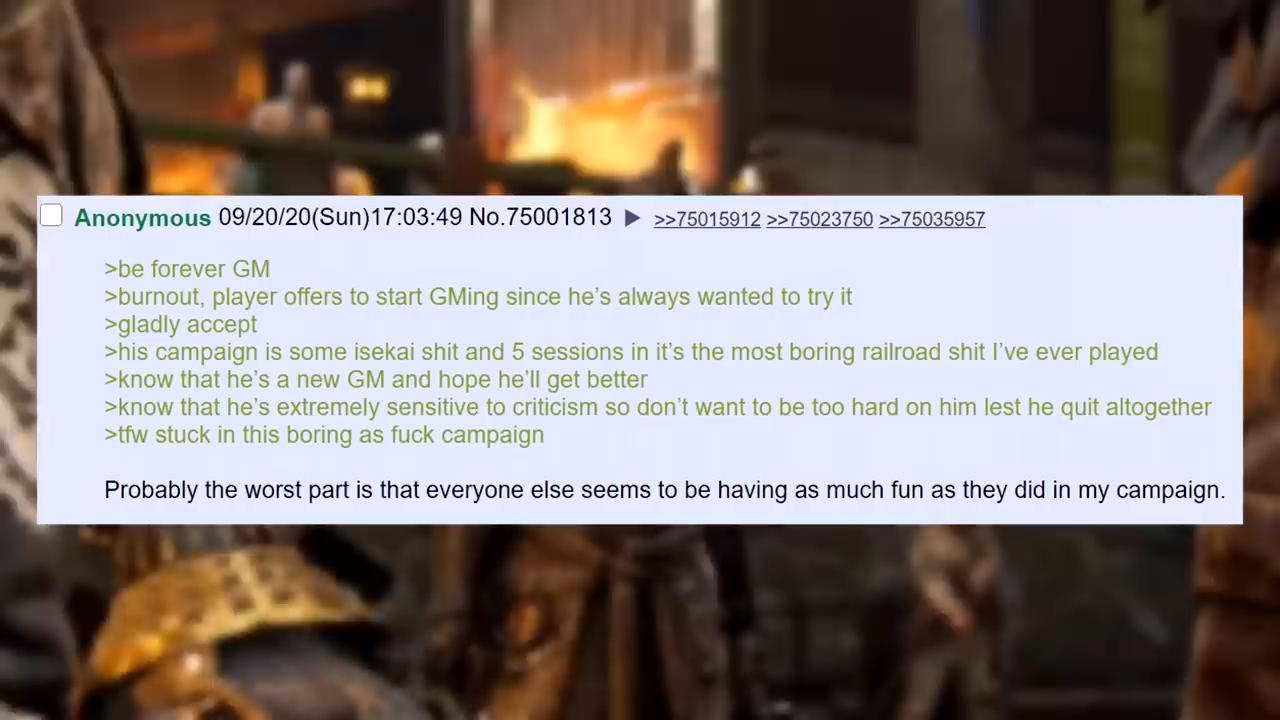 Anonymous 09/20/20(Sun)17:03:49 No.75001813 ▶ >>75015912 >>75023750 >>75035957
>be forever GM
>burnout, player offers to start GMing since he’s always wanted to try it
>gladly accept
>his campaign is some isekai shit and 5 sessions in it’s the most boring railroad shit I’ve ever played
>know that he’s a new GM and hope he’ll get better
>know that he’s extremely sensitive to criticism so don’t want to be too hard on him lest he quit altogether
>tfw stuck in this boring as fuck campaign
Probably the worst part is that everyone else seems to be having as much fun as they did in my campaign.